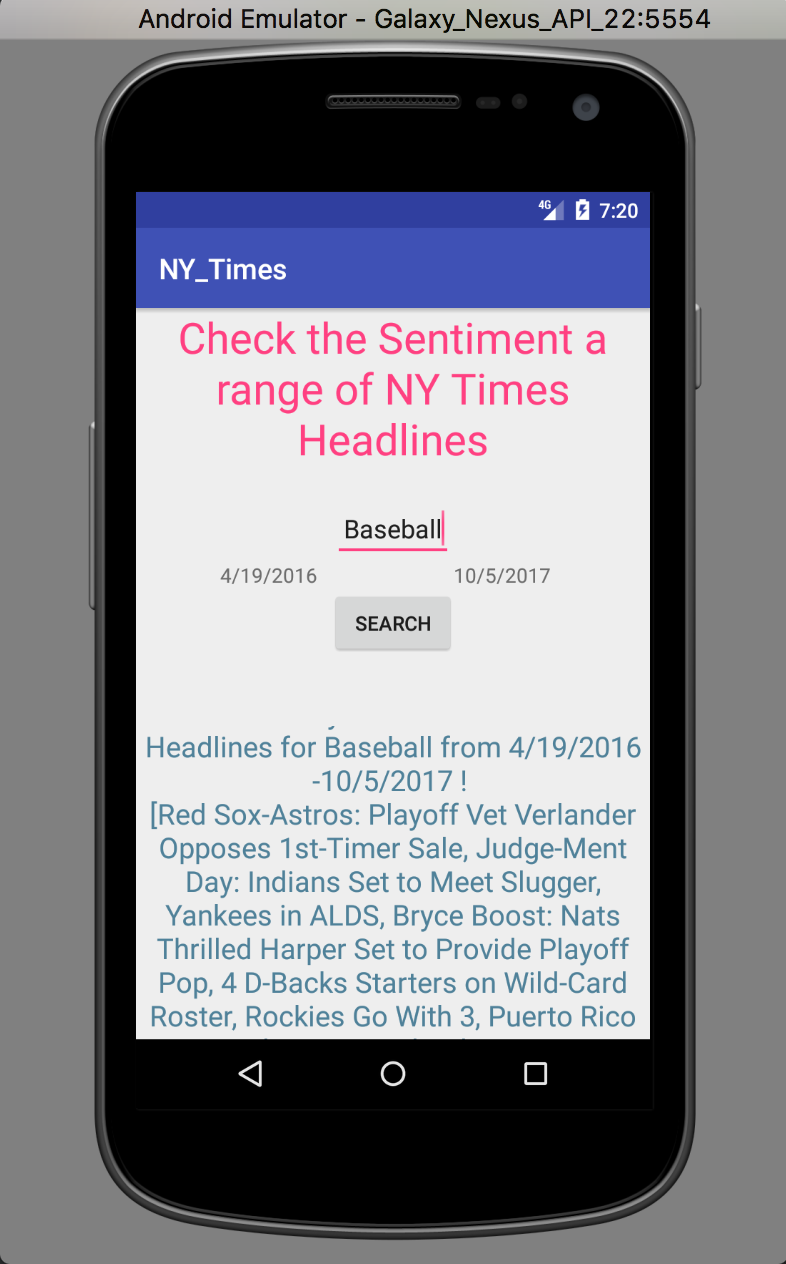 Android Emulator - Galaxy_Nexus_API_22:5554
4G 7:20
NY_Times
Check the Sentiment a
range of NY Times
Headlines
Baseball
4/19/2016 10/5/2017
SEARCH
Headlines for Baseball from 4/19/2016
-10/5/2017 !
[Red Sox-Astros: Playoff Vet Verlander
Opposes 1st-Timer Sale, Judge-Ment
Day: Indians Set to Meet Slugger,
Yankees in ALDS, Bryce Boost: Nats
Thrilled Harper Set to Provide Playoff
Pop, 4 D-Backs Starters on Wild-Card
Roster, Rockies Go With 3, Puerto Rico